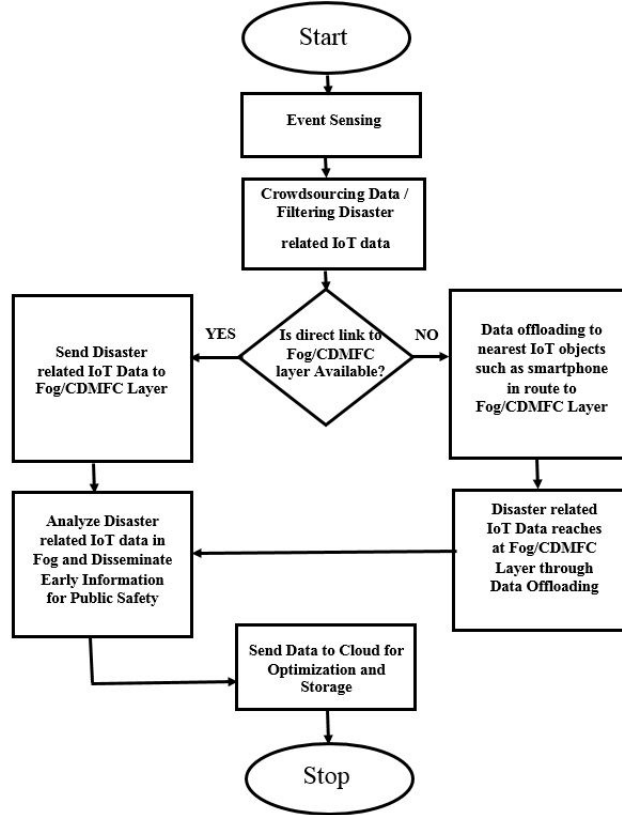 Start
Event Sensing
Crowdsourcing Data /
Filtering Disaster
related IoT data
Is direct link to
Fog/CDMFC
layer Available?
YES
NO
Send Disaster
related IoT Data to
Fog/CDMFC Layer
Data offloading to
nearest IoT objects
such as smartphone
in route to
Fog/CDMFC Layer
Analyze Disaster
related IoT data in
Fog and Disseminate
Early Information
for Public Safety
Disaster related
IoT Data reaches
at Fog/CDMFC
Layer through
Data Offloading
Send Data to Cloud for
Optimization and
Storage
Stop